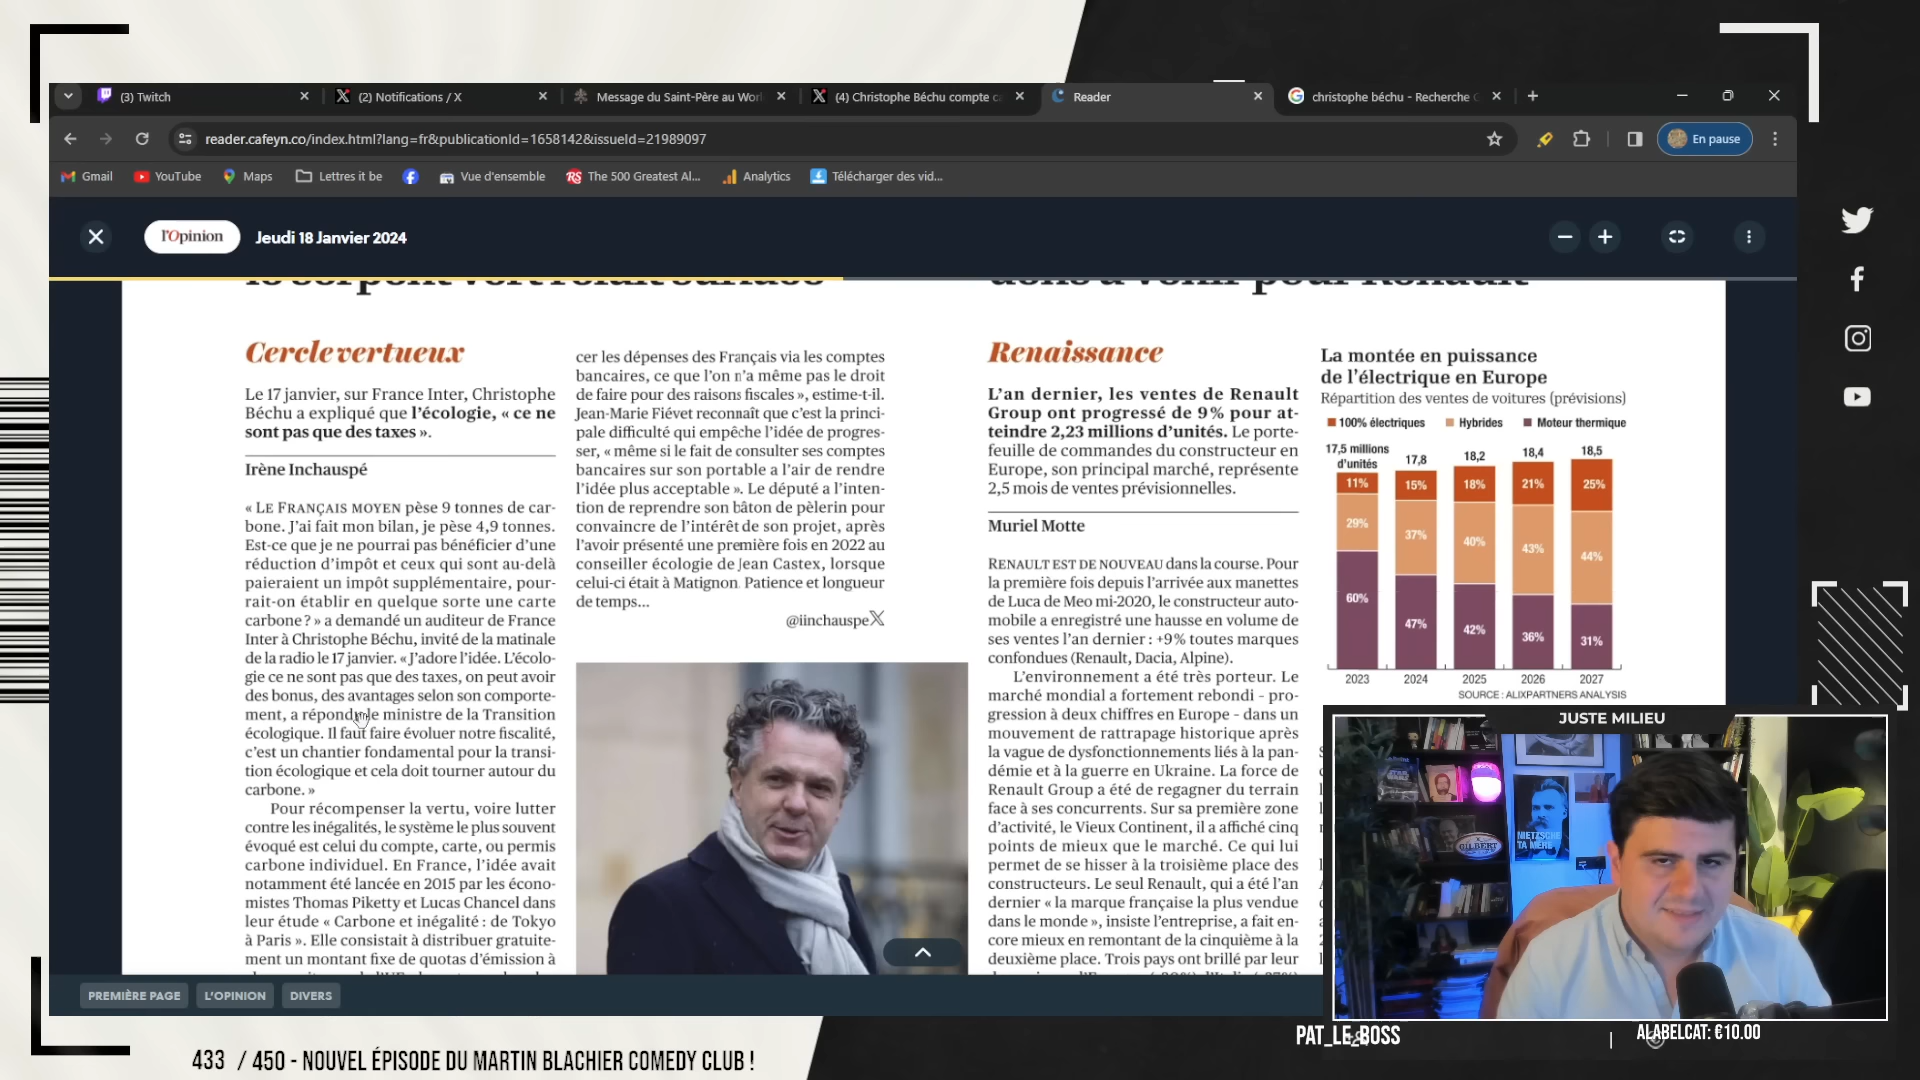 (3) Twitch
(2) Notifications / X
Message du Saint-Père au Worl
(4) Christophe Béchu compte c
Reader
christophe béchu - Recherche G
reader.cafeyn.co/index.html?lang=fr&publicationId=1658142&issueId=21989097
En pause
Gmail
YouTube
Maps
Lettres it be
Vue d'ensemble
The 500 Greatest Al...
Analytics
Télécharger des vid...
l'Opinion
Jeudi 18 Janvier 2024
le serpent vert refait surface
dons à venir pour Renault
Cercle vertueux
Le 17 janvier, sur France Inter, Christophe
Béchu a expliqué que l'écologie, « ce ne
sont pas que des taxes ».
Irène Inchauspé
« LE FRANÇAIS MOYEN pèse 9 tonnes de car-
bone. J'ai fait mon bilan, je pèse 4,9 tonnes.
Est-ce que je ne pourrai pas bénéficier d'une
réduction d'impôt et ceux qui sont au-delà
paieraient un impôt supplémentaire, pour-
rait-on établir en quelque sorte une carte
carbone ? » a demandé un auditeur de France
Inter à Christophe Béchu, invité de la matinale
de la radio le 17 janvier. « J'adore l'idée. L'écolo-
gie ce ne sont pas que des taxes, on peut avoir
des bonus, des avantages selon son comporte-
ment, a répondu le ministre de la Transition
écologique. Il faut faire évoluer notre fiscalité,
c'est un chantier fondamental pour la transi-
tion écologique et cela doit tourner autour du
carbone. »
Pour récompenser la vertu, voire lutter
contre les inégalités, le système le plus souvent
évoqué est celui du compte, carte, ou permis
carbone individuel. En France, l'idée avait
notamment été lancée en 2015 par les écono-
mistes Thomas Piketty et Lucas Chancel dans
leur étude « Carbone et inégalité : de Tokyo
à Paris ». Elle consistait à distribuer gratuite-
ment un montant fixe de quotas d'émission à
cer les dépenses des Français via les comptes
bancaires, ce que l'on n'a même pas le droit
de faire pour des raisons fiscales », estime-t-il.
Jean-Marie Fiévet reconnaît que c'est la princi-
pale difficulté qui empêche l'idée de progres-
ser, « même si le fait de consulter ses comptes
bancaires sur son portable a l'air de rendre
l'idée plus acceptable ». Le député a l'inten-
tion de reprendre son bâton de pèlerin pour
convaincre de l'intérêt de son projet, après
l'avoir présenté une première fois en 2022 au
conseiller écologie de Jean Castex, lorsque
celui-ci était à Matignon. Patience et longueur
de temps...
@iinchauspe X
Renaissance
L'an dernier, les ventes de Renault
Group ont progressé de 9 % pour at-
teindre 2,23 millions d'unités. Le porte-
feuille de commandes du constructeur en
Europe, son principal marché, représente
2,5 mois de ventes prévisionnelles.
Muriel Motte
RENAULT EST DE NOUVEAU dans la course. Pour
la première fois depuis l'arrivée aux manettes
de Luca de Meo mi-2020, le constructeur auto-
mobile a enregistré une hausse en volume de
ses ventes l'an dernier : +9 % toutes marques
confondues (Renault, Dacia, Alpine).
L'environnement a été très porteur. Le
marché mondial a fortement rebondi - pro-
gression à deux chiffres en Europe - dans un
mouvement de rattrapage historique après
la vague de dysfonctionnements liés à la pan-
démie et à la guerre en Ukraine. La force de
Renault Group a été de regagner du terrain
face à ses concurrents. Sur sa première zone
d'activité, le Vieux Continent, il a affiché cinq
points de mieux que le marché. Ce qui lui
permet de se hisser à la troisième place des
constructeurs. Le seul Renault, qui a été l'an
dernier « la marque française la plus vendue
dans le monde », insiste l'entreprise, a fait en-
core mieux en remontant de la cinquième à la
deuxième place. Trois pays ont brillé par leur
La montée en puissance
de l'électrique en Europe
Répartition des ventes de voitures (prévisions)
100% électriques
Hybrides
Moteur thermique
17,5 millions
d'unités
17,8
18,2
18,4
18,5
11%
15%
18%
21%
25%
29%
37%
40%
43%
44%
60%
47%
42%
36%
31%
2023
2024
2025
2026
2027
SOURCE : ALIXPARTNERS ANALYSIS
JUSTE MILIEU
NIETZSCHE
TA MÈRE
GILBERT
PREMIÈRE PAGE
L'OPINION
DIVERS
PAT_LE_BOSS
ALABELCAT: €10.00
433 / 450 - NOUVEL ÉPISODE DU MARTIN BLACHIER COMEDY CLUB !